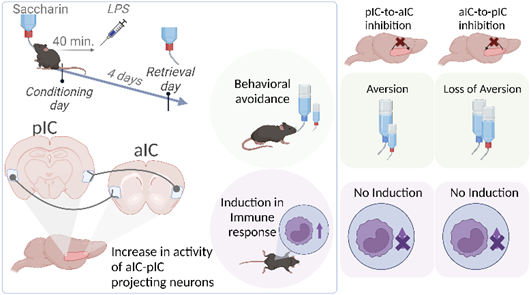 Saccharin
LPS
40 min.
4 days
Retrieval
day
Conditioning
day
pIC
aIC
Increase in activity
of aIC-pIC
projecting neurons
Behavioral
avoidance
Induction in
Immune
response
pIC-to-aIC
inhibition
aIC-to-pIC
inhibition
Aversion
Loss of Aversion
No Induction
No Induction